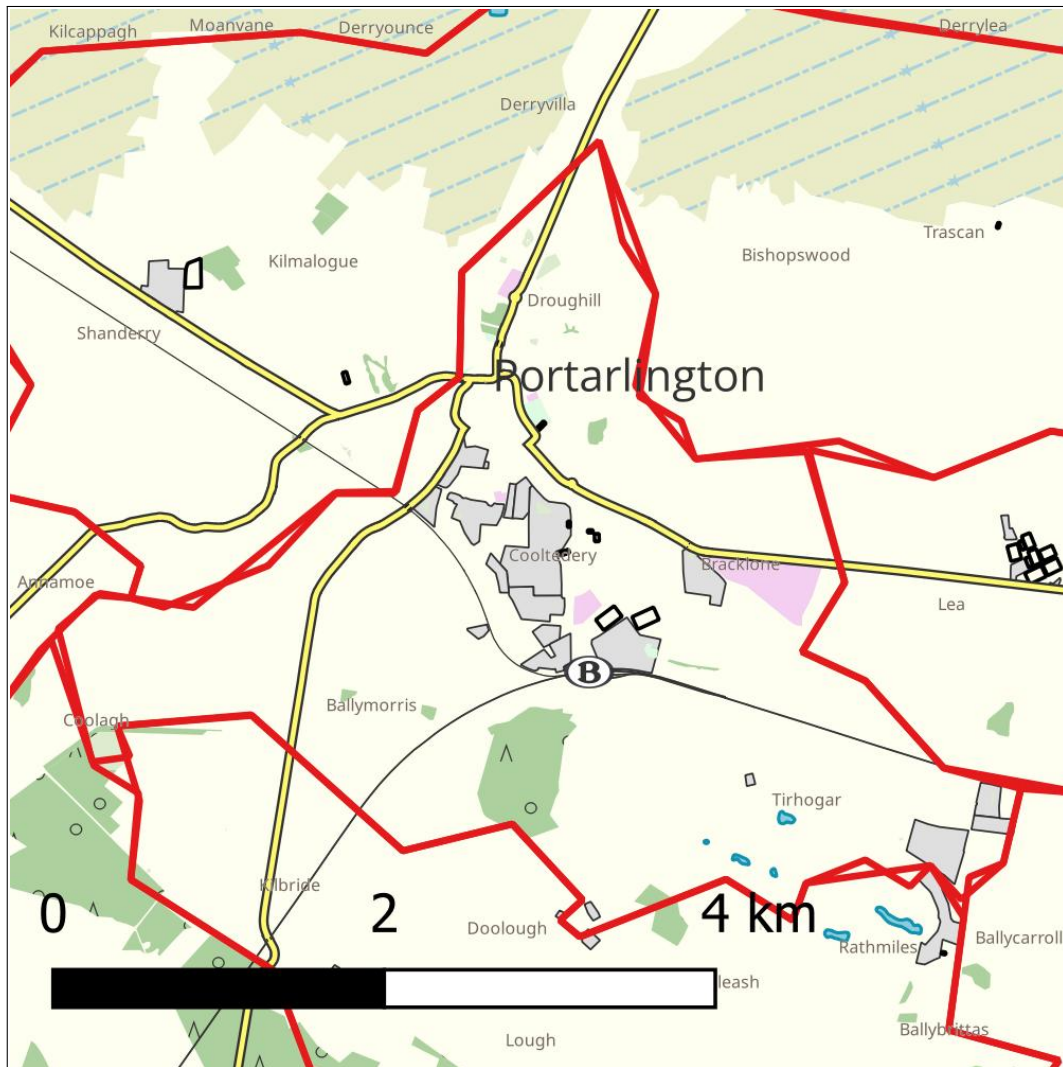 Kilcappagh
Moanvane
Derryounce
Derrylea
Derryvilla
Trascan
Bishopswood
Kilmalogue
Droughill
Shanderry
Portarlington
Cooltedery
Bracklone
Annamoe
Lea
B
Ballymorris
Coolagh
Tirhogar
Kilbride
0
2
4 km
Doolough
Rathmiles
Ballycarroll
leash
Ballybrittas
Lough